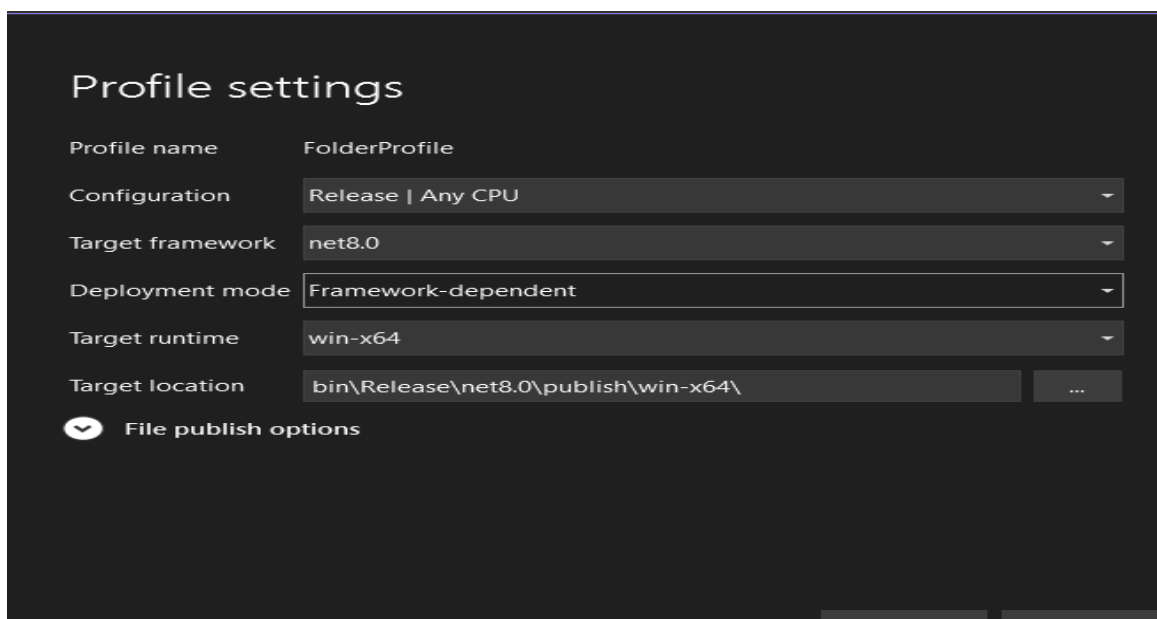 Profile settings
Profile name FolderProfile
Configuration Release | Any CPU
Target framework net8.0
Deployment mode Framework-dependent
Target runtime win-x64
Target location bin\Release\net8.0\publish\win-x64\ ...
File publish options